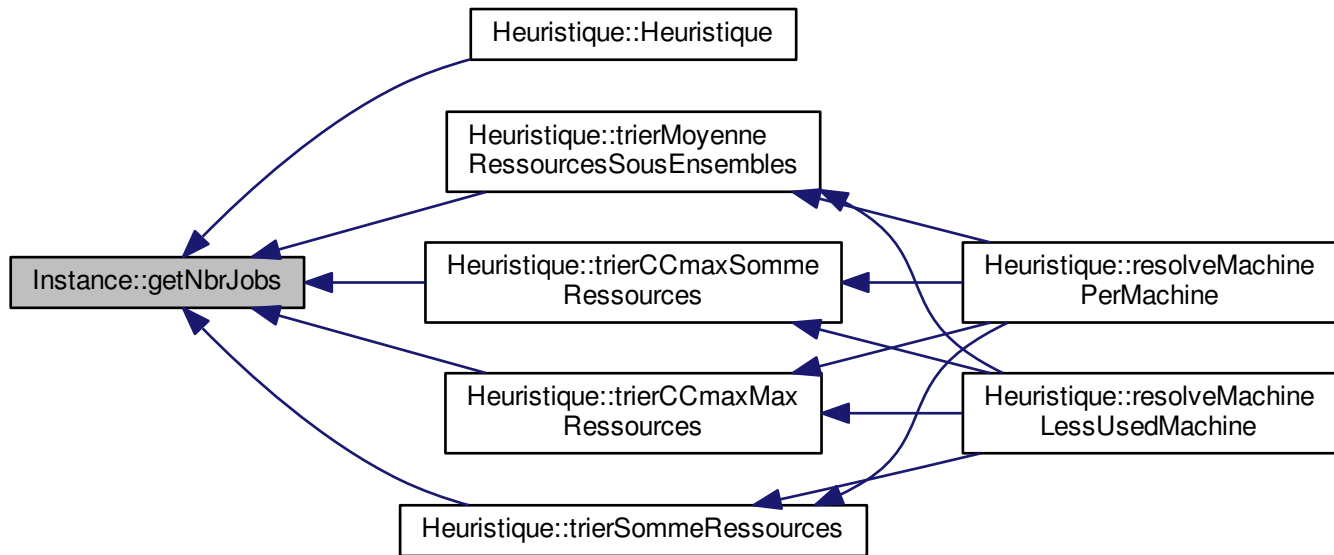 Heuristique::Heuristique
Heuristique::trierMoyenne
RessourcesSousEnsembles
Instance::getNbrJobs
Heuristique::trierCCmaxSomme
Ressources
Heuristique::resolveMachine
PerMachine
Heuristique::trierCCmaxMax
Ressources
Heuristique::resolveMachine
LessUsedMachine
Heuristique::trierSommeRessources